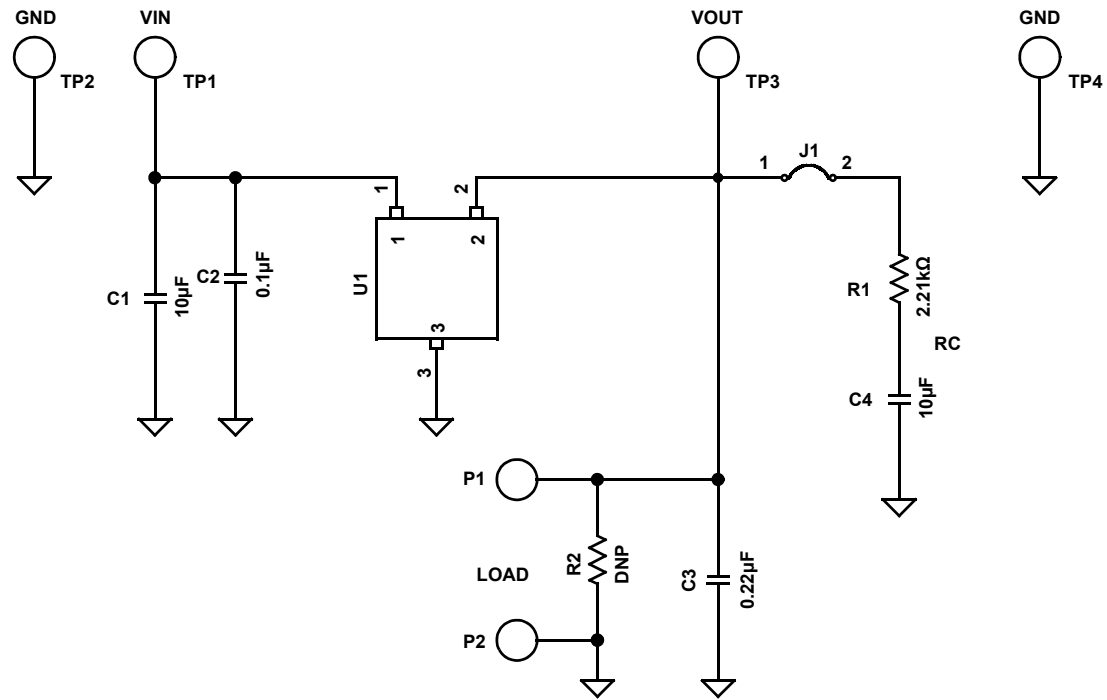 GND
VIN
VOUT
GND
TP2
TP1
TP3
TP4
1
J1
2
1
2
1
2
U1
3
3
C1
10µF
C2
0.1µF
R1
2.21kΩ
RC
C4
10µF
P1
LOAD
R2
DNP
C3
0.22µF
P2